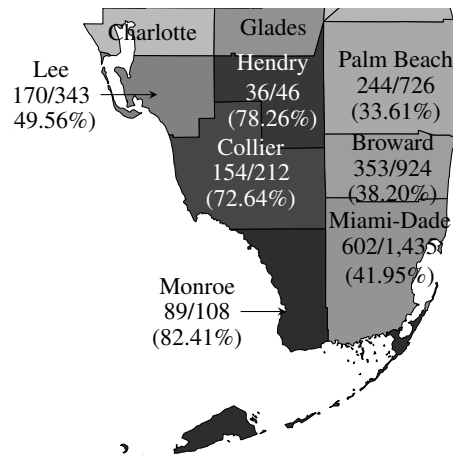 Charlotte
Glades
Lee
170/343
49.56%)
Hendry
36/46
(78.26%)
Palm Beach
244/726
(33.61%)
Collier
154/212
(72.64%)
Broward
353/924
(38.20%)
Miami-Dade
602/1,435
(41.95%)
Monroe
89/108
(82.41%)